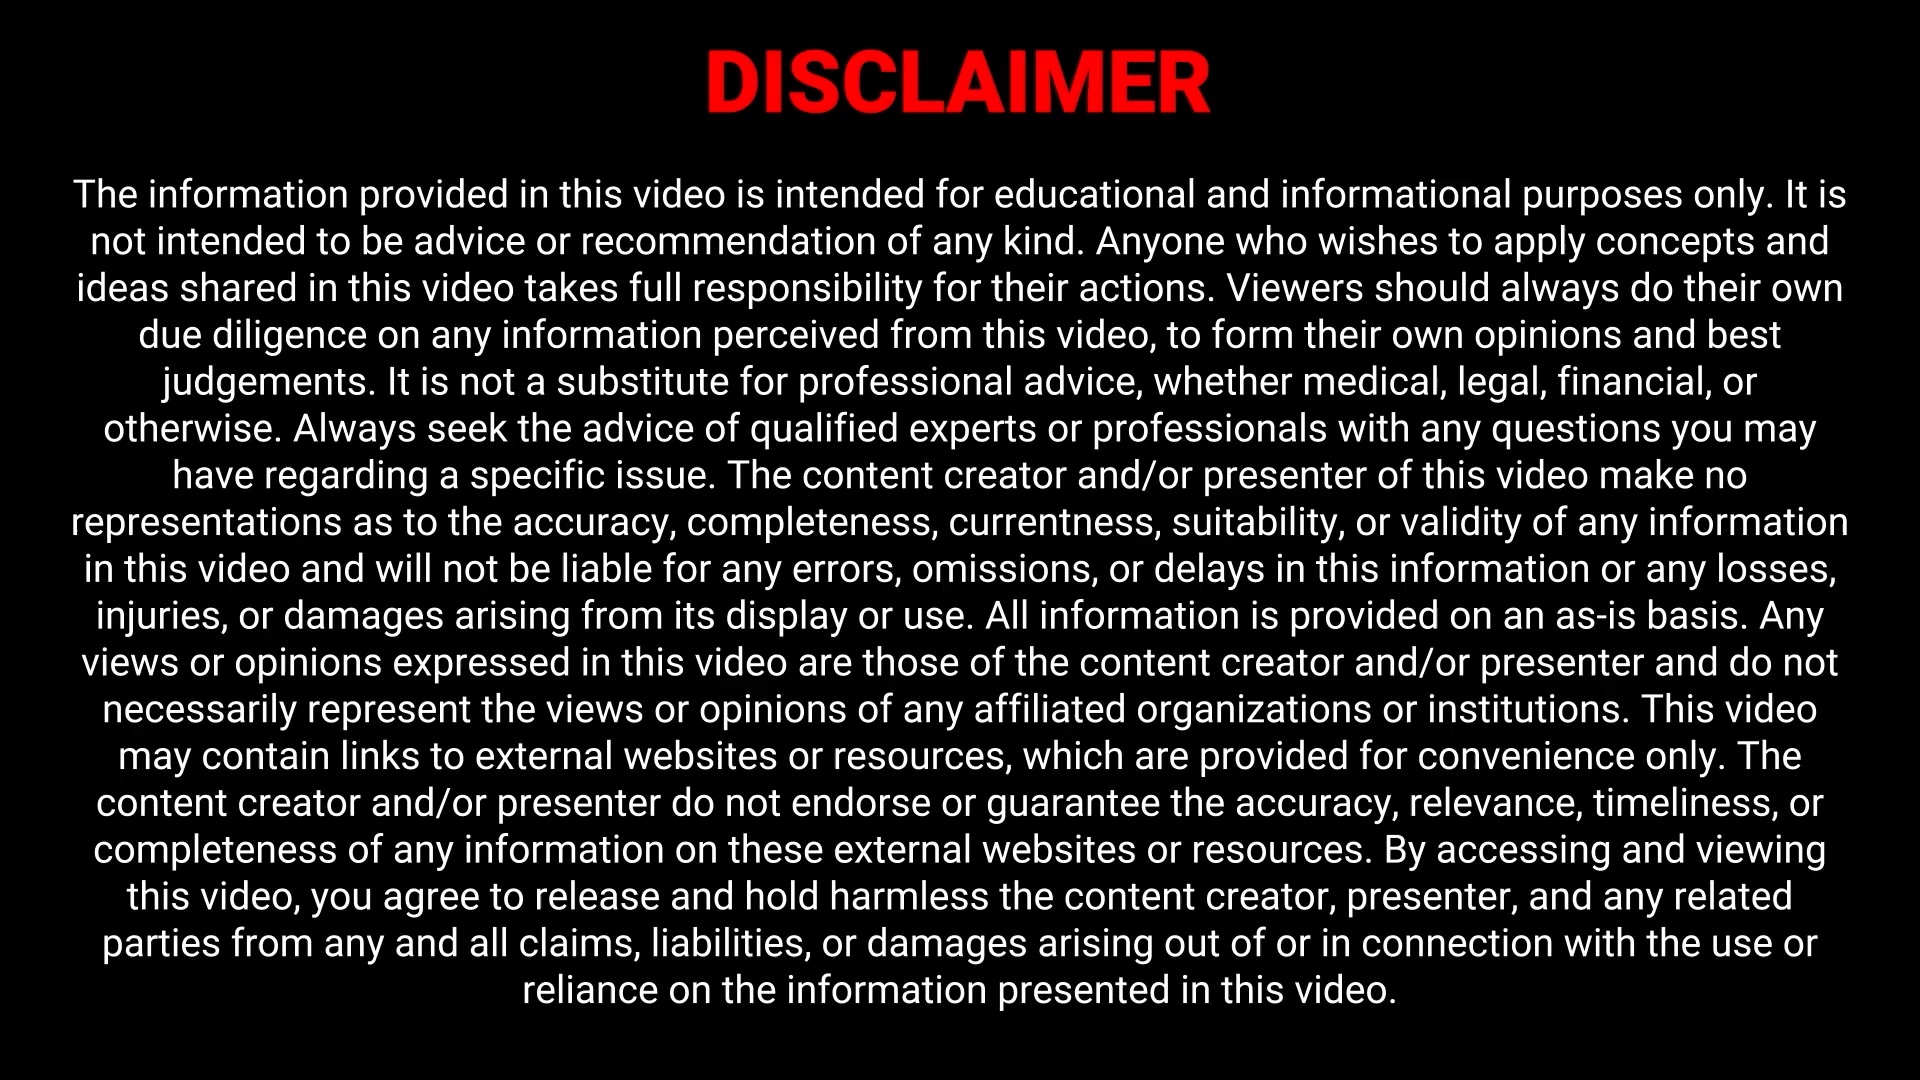 DISCLAIMER
The information provided in this video is intended for educational and informational purposes only. It is
not intended to be advice or recommendation of any kind. Anyone who wishes to apply concepts and
ideas shared in this video takes full responsibility for their actions. Viewers should always do their own
due diligence on any information perceived from this video, to form their own opinions and best
judgements. It is not a substitute for professional advice, whether medical, legal, financial, or
otherwise. Always seek the advice of qualified experts or professionals with any questions you may
have regarding a specific issue. The content creator and/or presenter of this video make no
representations as to the accuracy, completeness, currentness, suitability, or validity of any information
in this video and will not be liable for any errors, omissions, or delays in this information or any losses,
injuries, or damages arising from its display or use. All information is provided on an as-is basis. Any
views or opinions expressed in this video are those of the content creator and/or presenter and do not
necessarily represent the views or opinions of any affiliated organizations or institutions. This video
may contain links to external websites or resources, which are provided for convenience only. The
content creator and/or presenter do not endorse or guarantee the accuracy, relevance, timeliness, or
completeness of any information on these external websites or resources. By accessing and viewing
this video, you agree to release and hold harmless the content creator, presenter, and any related
parties from any and all claims, liabilities, or damages arising out of or in connection with the use or
reliance on the information presented in this video.